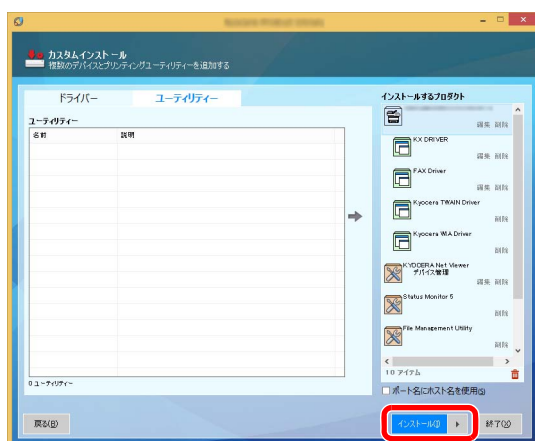 カスタムインストール
複数のデバイスとプリンティングユーティリティーを追加する
ドライバー
ユーティリティー
ユーティリティー
名前 説明
0 ユーティリティー
インストールするプロダクト
編集 削除
KX DRIVER
編集 削除
FAX Driver
編集 削除
Kyocera TWAIN Driver
削除
Kyocera WIA Driver
削除
KYOCERA Net Viewer
デバイス管理
編集 削除
Status Monitor 5
削除
File Management Utility
削除
10 アイテム
ポート名にホスト名を使用(S)
戻る(B)
インストール(I)
終了(X)